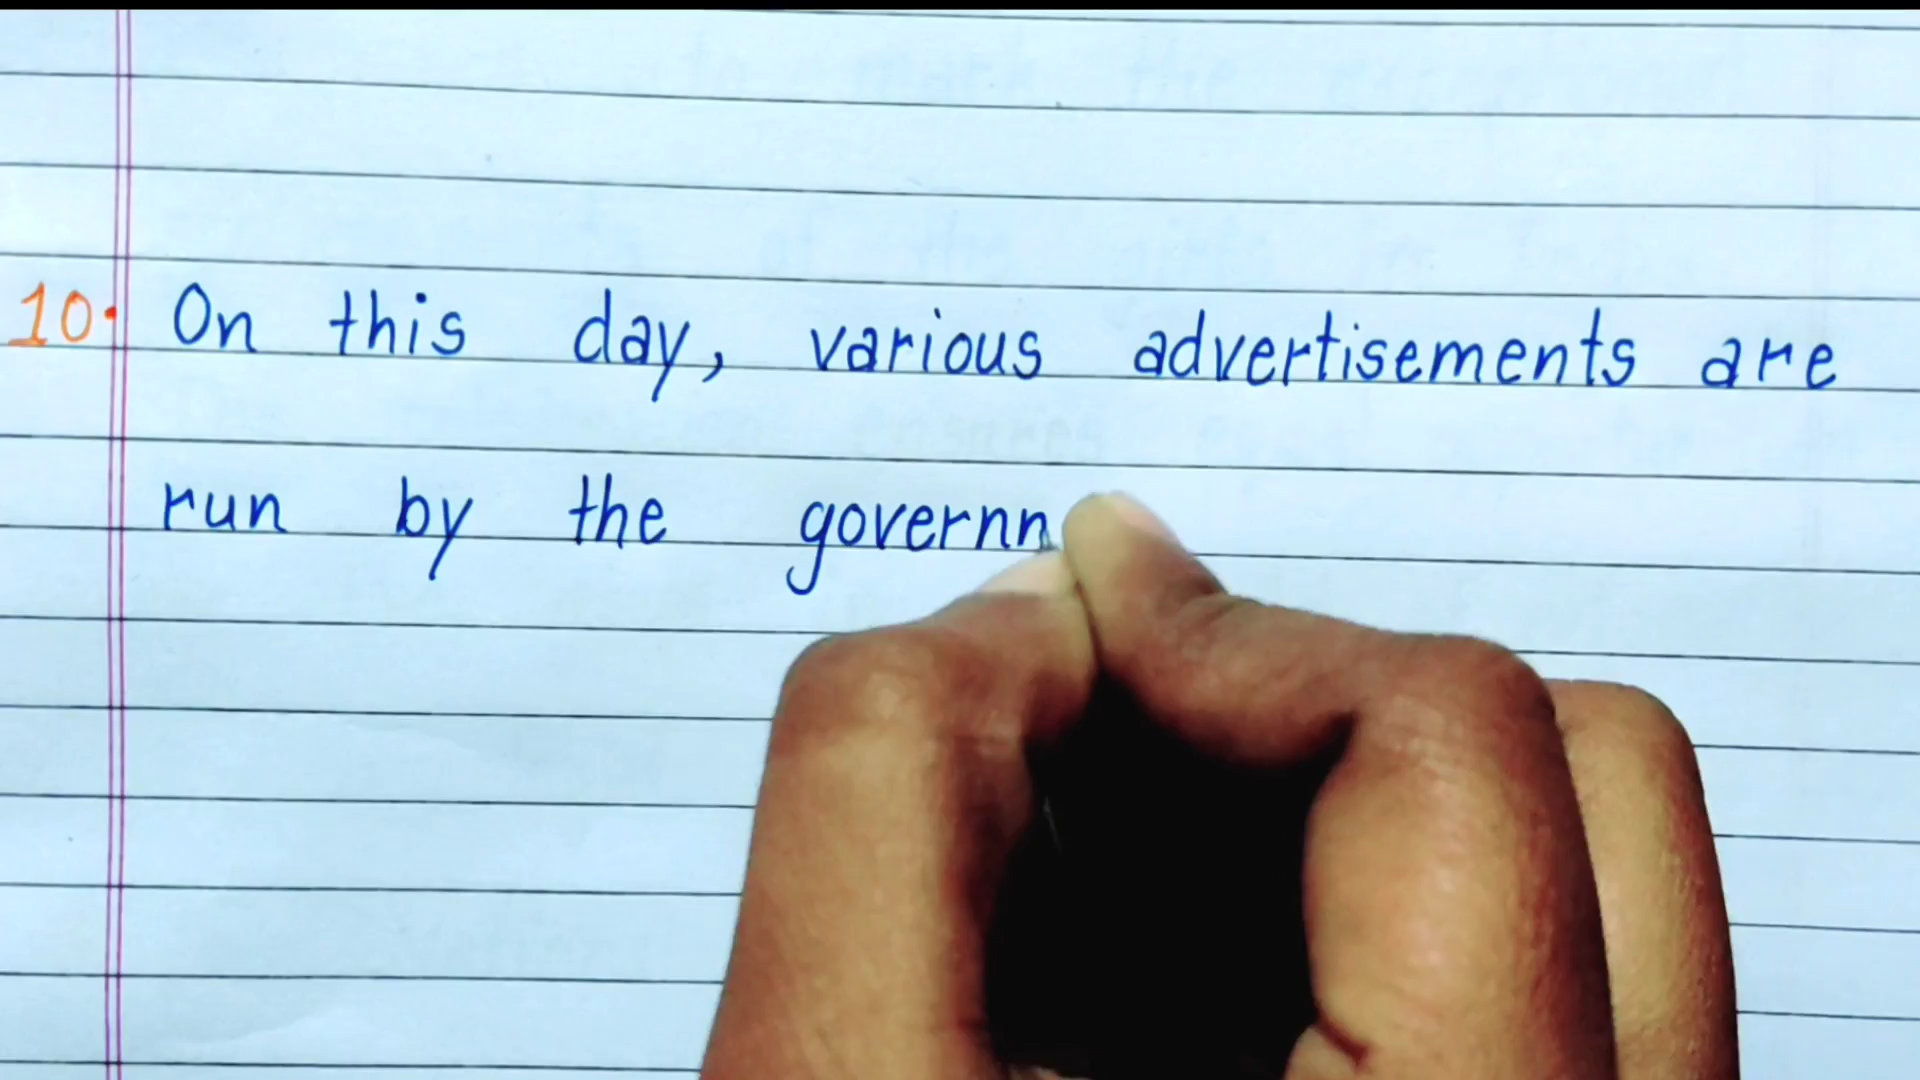 10. On this day, various advertisements are
run by the governn